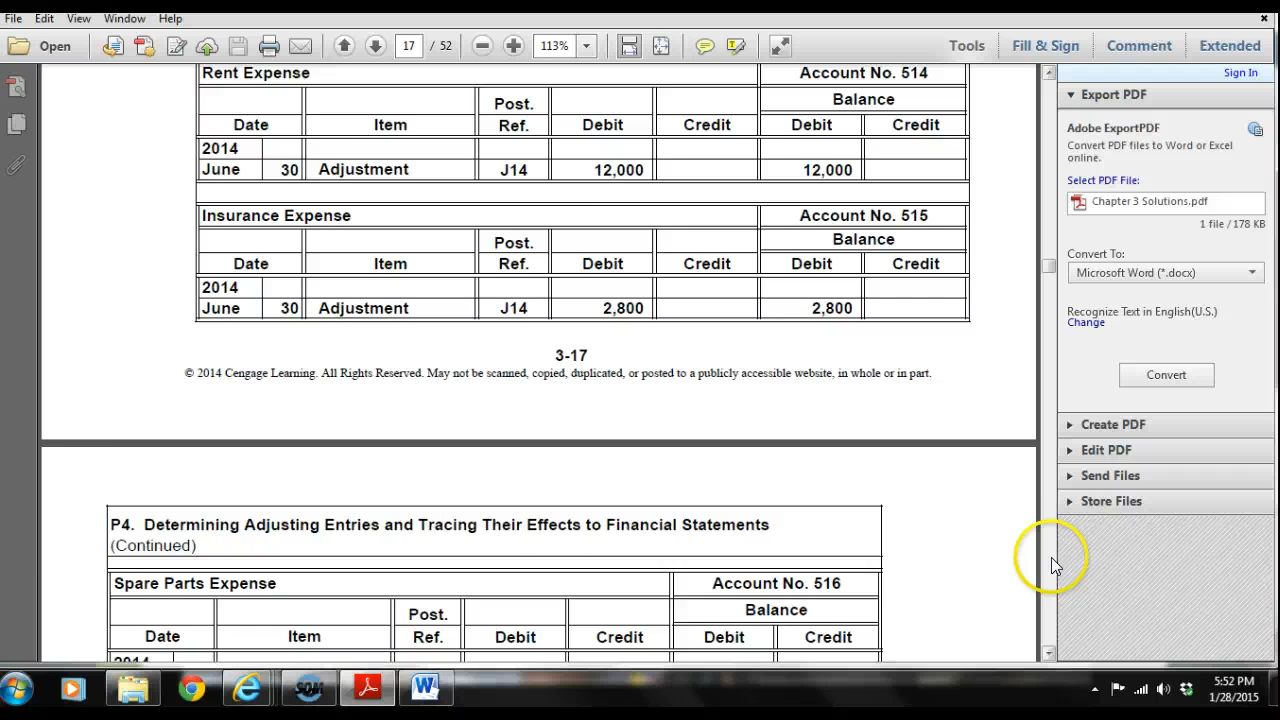 File Edit View Window Help
Open 17 / 52 113% Tools Fill & Sign Comment Extended
Sign In
Rent Expense Account No. 514
Balance
Post.
Date Item Ref. Debit Credit Debit Credit
2014
June 30 Adjustment J14 12,000 12,000
Insurance Expense Account No. 515
Balance
Post.
Date Item Ref. Debit Credit Debit Credit
2014
June 30 Adjustment J14 2,800 2,800
3-17
© 2014 Cengage Learning. All Rights Reserved. May not be scanned, copied, duplicated, or posted to a publicly accessible website, in whole or in part.
P4. Determining Adjusting Entries and Tracing Their Effects to Financial Statements
(Continued)
Spare Parts Expense Account No. 516
Balance
Post.
Date Item Ref. Debit Credit Debit Credit
2014
Export PDF
Adobe ExportPDF
Convert PDF files to Word or Excel
online.
Select PDF File:
Chapter 3 Solutions.pdf
1 file / 178 KB
Convert To:
Microsoft Word (*.docx)
Recognize Text in English(U.S.)
Change
Convert
Create PDF
Edit PDF
Send Files
Store Files
5:52 PM
1/28/2015